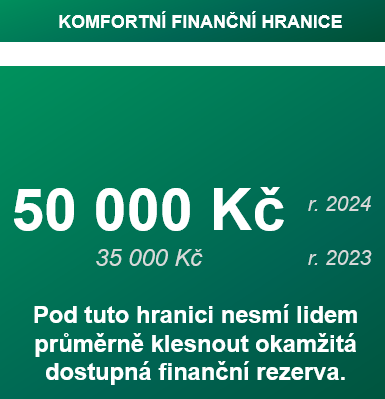 KOMFORTNÍ FINANČNÍ HRANICE
50 000 Kč r. 2024
35 000 Kč r. 2023
Pod tuto hranici nesmí lidem
průměrně klesnout okamžitá
dostupná finanční rezerva.